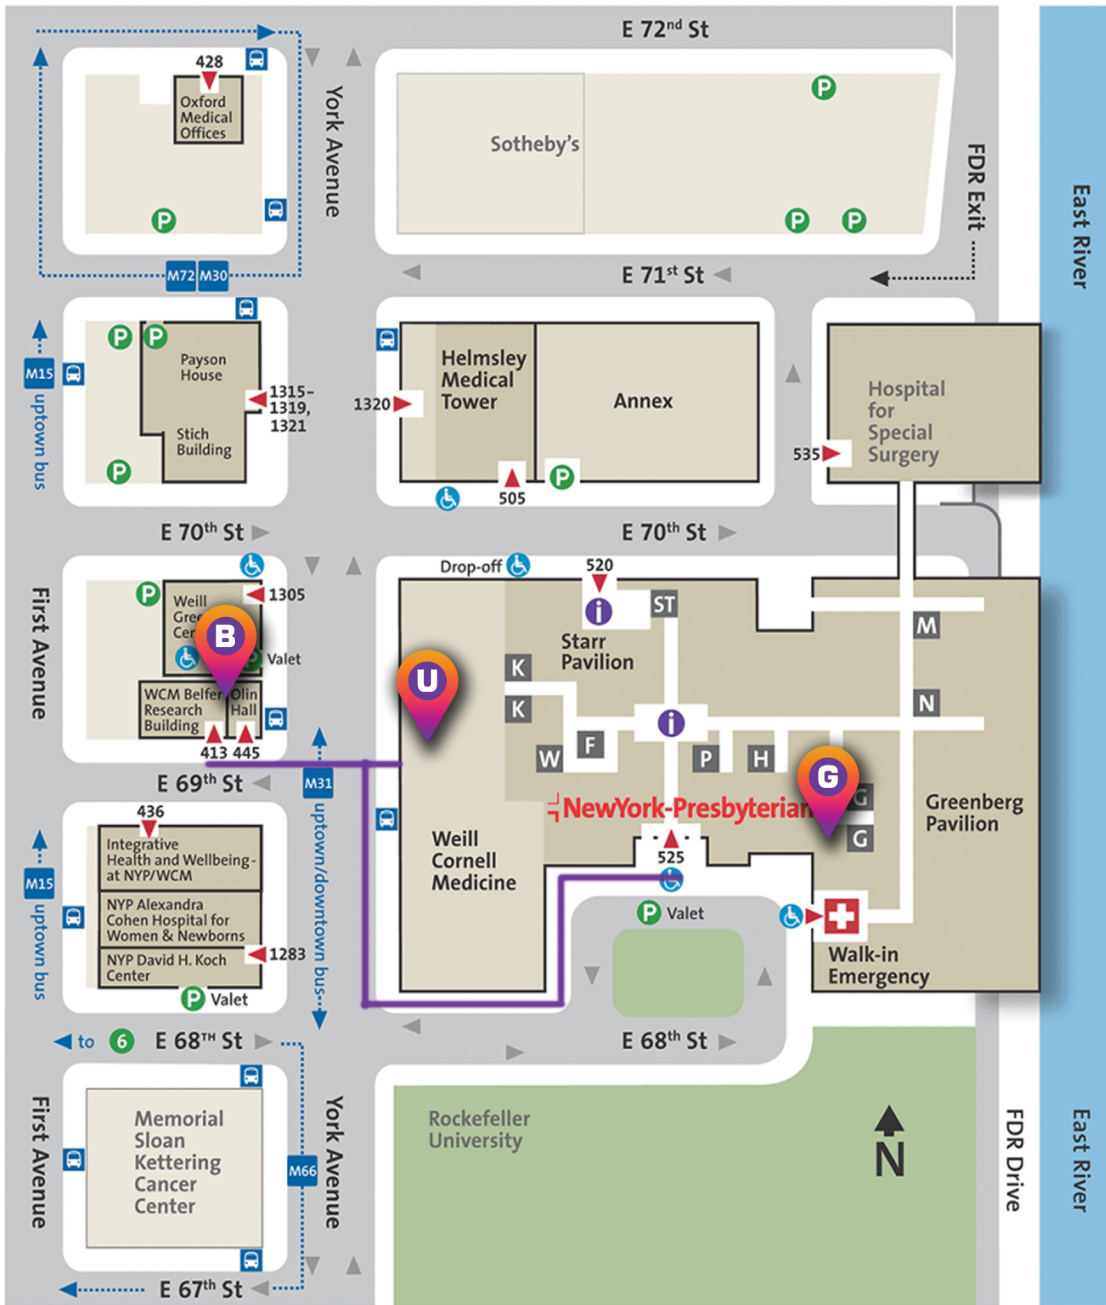 E 72nd St
428
Oxford
Medical
Offices
York Avenue
Sotheby's
P
P
P
P
FDR Exit
East River
M72
M30
E 71st St
M15
uptown bus
P
P
Payson
House
Stich
Building
P
1315–
1319,
1321
1320
Helmsley
Medical
Tower
Annex
505
P
535
Hospital
for
Special
Surgery
E 70th St
E 70th St
First Avenue
P
Weill
Gre
Cer
1305
B
P
Valet
WCM Belfer
Research
Building
Olin
Hall
413
445
E 69th St
M31
uptown/downtown bus
Drop-off
520
i
ST
Starr
Pavilion
U
K
K
W
F
i
P
H
M
N
G
G
G
NewYork-Presbyterian
525
Weill
Cornell
Medicine
Greenberg
Pavilion
P
Valet
Walk-in
Emergency
436
Integrative
Health and Wellbeing-
at NYP/WCM
NYP Alexandra
Cohen Hospital for
Women & Newborns
NYP David H. Koch
Center
1283
P
Valet
M15
uptown bus
to
6
E 68TH St
E 68th St
First Avenue
Memorial
Sloan
Kettering
Cancer
Center
M66
York Avenue
Rockefeller
University
N
FDR Drive
East River
E 67th St